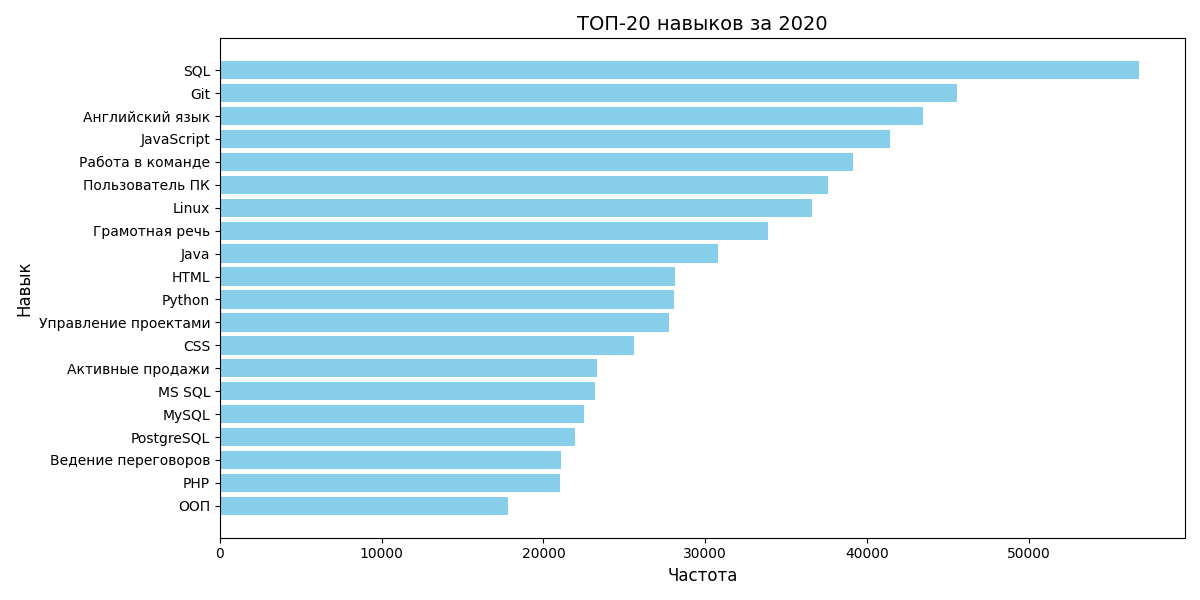 ТОП-20 навыков за 2020
SQL
Git
Английский язык
JavaScript
Работа в команде
Пользователь ПК
Linux
Грамотная речь
Java
HTML
Python
Управление проектами
CSS
Активные продажи
MS SQL
MySQL
PostgreSQL
Ведение переговоров
PHP
ООП
Навык
0 10000 20000 30000 40000 50000
Частота